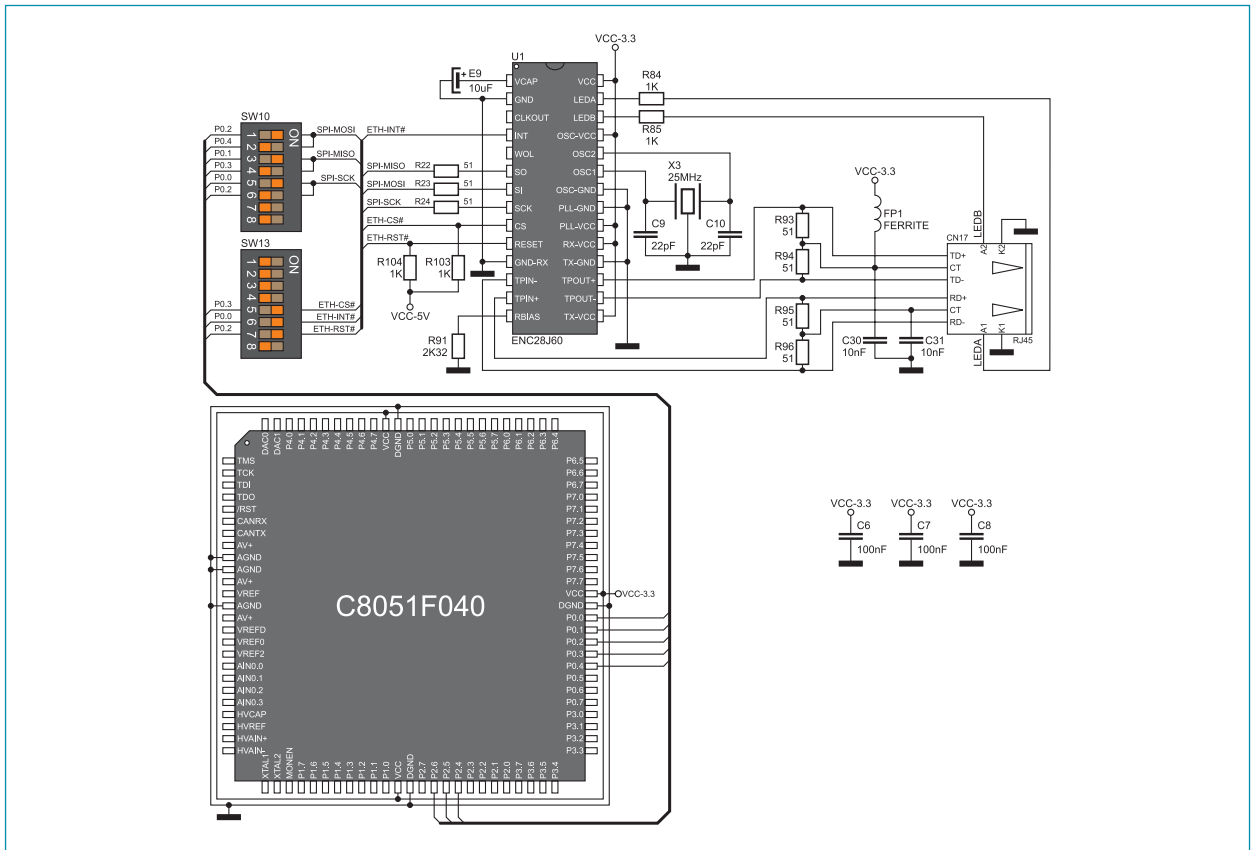 VCC-3.3
U1
E9
10uF
VCAP
GND
CLKOUT
INT
WOL
SO
SI
SCK
CS
RESET
GND-RX
TPIN-
TPIN+
RBIAS
VCC
LEDA
LEDB
OSC-VCC
OSC2
OSC1
OSC-GND
PLL-GND
PLL-VCC
RX-VCC
TX-GND
TPOUT+
TPOUT-
TX-VCC
ENC28J60
R84
1K
R85
1K
SW10
P0.2
P0.4
P0.1
P0.3
P0.0
P0.2
1
2
3
4
5
6
7
8
ON
SPI-MOSI
SPI-MISO
SPI-SCK
ETH-INT#
SPI-MISO
R22
51
SPI-MOSI
R23
51
SPI-SCK
R24
51
ETH-CS#
ETH-RST#
SW13
1
2
3
4
5
6
7
8
ON
P0.3
P0.0
P0.2
ETH-CS#
ETH-INT#
ETH-RST#
R104
1K
R103
1K
VCC-5V
R91
2K32
X3
25MHz
C9
22pF
C10
22pF
VCC-3.3
FP1
FERRITE
R93
51
R94
51
R95
51
R96
51
C30
10nF
C31
10nF
LEDB
CN17
A2
K2
TD+
CT
TD-
RD+
CT
RD-
A1
K1
LEDA
RJ45
DAC0
DAC1
P4.0
P4.1
P4.2
P4.3
P4.4
P4.5
P4.6
P4.7
VCC
DGND
P5.0
P5.1
P5.2
P5.3
P5.4
P5.5
P5.6
P5.7
P6.0
P6.1
P6.2
P6.3
P6.4
TMS
TCK
TDI
TDO
/RST
CANRX
CANTX
AV+
AGND
AGND
AV+
VREF
AGND
AV+
VREFD
VREF0
VREF2
AIN0.0
AIN0.1
AIN0.2
AIN0.3
HVCAP
HVREF
HVAIN+
HVAIN-
C8051F040
P6.5
P6.6
P6.7
P7.0
P7.1
P7.2
P7.3
P7.4
P7.5
P7.6
P7.7
VCC
DGND
P0.0
P0.1
P0.2
P0.3
P0.4
P0.5
P0.6
P0.7
P3.0
P3.1
P3.2
P3.3
VCC-3.3
XTAL1
XTAL2
MONEN
P1.7
P1.6
P1.5
P1.4
P1.3
P1.2
P1.1
P1.0
VCC
DGND
P2.7
P2.6
P2.5
P2.4
P2.3
P2.2
P2.1
P2.0
P3.7
P3.6
P3.5
P3.4
VCC-3.3
C6
100nF
VCC-3.3
C7
100nF
VCC-3.3
C8
100nF